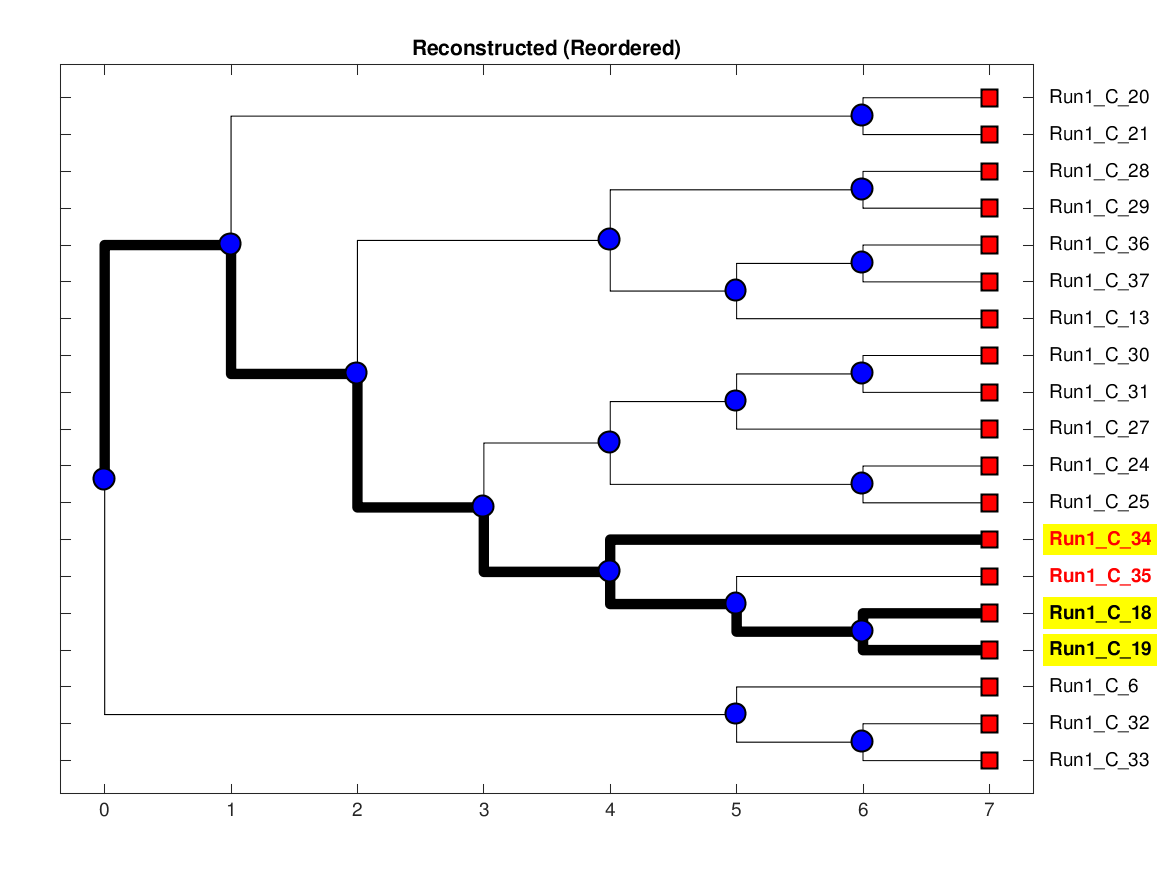 Reconstructed (Reordered)
Run1_C_20
Run1_C_21
Run1_C_28
Run1_C_29
Run1_C_36
Run1_C_37
Run1_C_13
Run1_C_30
Run1_C_31
Run1_C_27
Run1_C_24
Run1_C_25
Run1_C_34
Run1_C_35
Run1_C_18
Run1_C_19
Run1_C_6
Run1_C_32
Run1_C_33
0 1 2 3 4 5 6 7